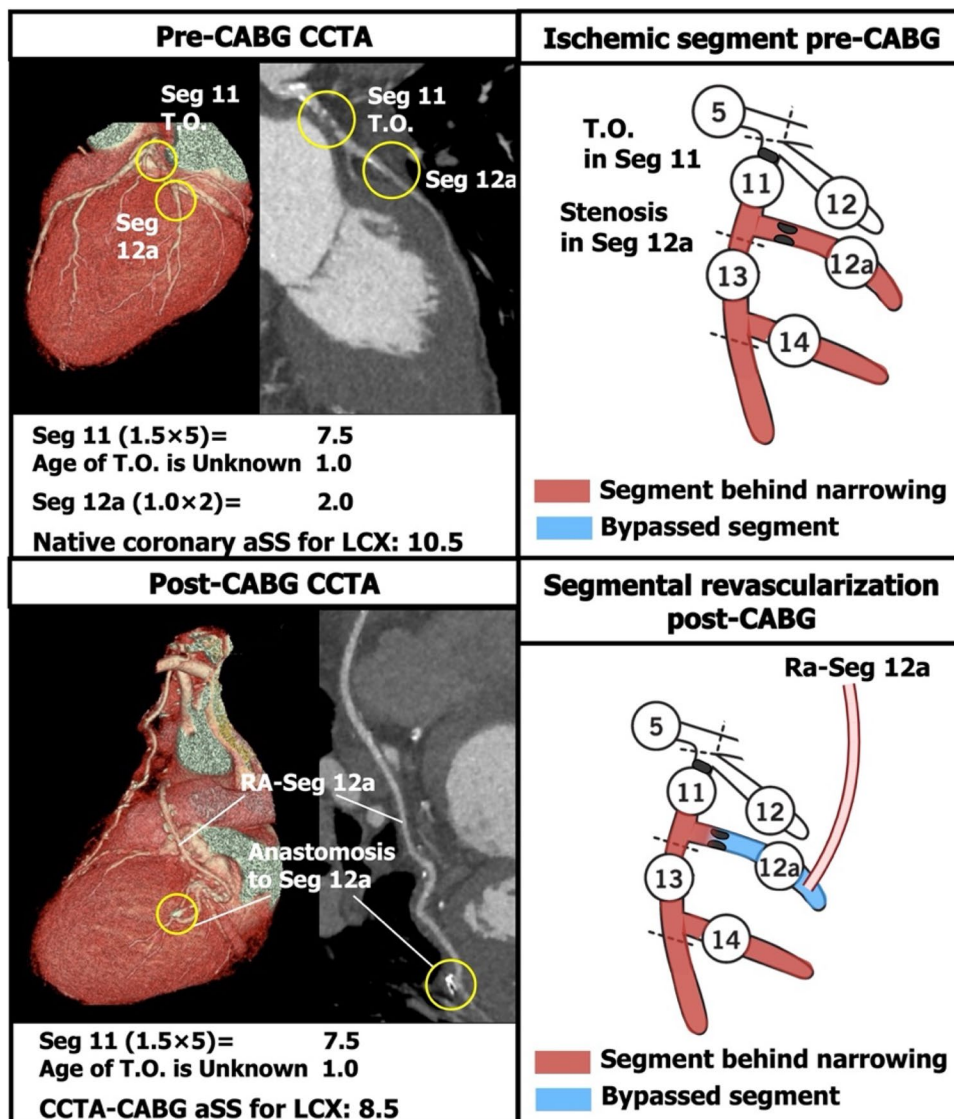 Pre-CABG CCTA
Seg 11
T.O.
Seg
12a
Seg 11
T.O.
Seg 12a
Seg 11 (1.5×5)= 7.5
Age of T.O. is Unknown 1.0
Seg 12a (1.0×2)= 2.0
Native coronary aSS for LCX: 10.5
Ischemic segment pre-CABG
T.O.
in Seg 11
Stenosis
in Seg 12a
5
11
12
12a
13
14
Segment behind narrowing
Bypassed segment
Post-CABG CCTA
RA-Seg 12a
Anastomosis
to Seg 12a
Seg 11 (1.5×5)= 7.5
Age of T.O. is Unknown 1.0
CCTA-CABG aSS for LCX: 8.5
Segmental revascularization
post-CABG
Ra-Seg 12a
5
11
12
12a
13
14
Segment behind narrowing
Bypassed segment